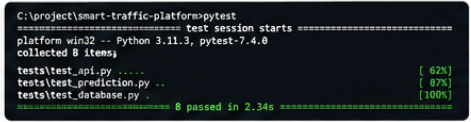 C:\project\smart-traffic-platform>pytest
============================ test session starts ============================
platform win32 -- Python 3.11.3, pytest-7.4.0
collected 8 items;
tests\test_api.py ..... [ 62%]
tests\test_prediction.py .. [ 87%]
tests\test_database.py . [100%]
============================ 8 passed in 2.34s ============================